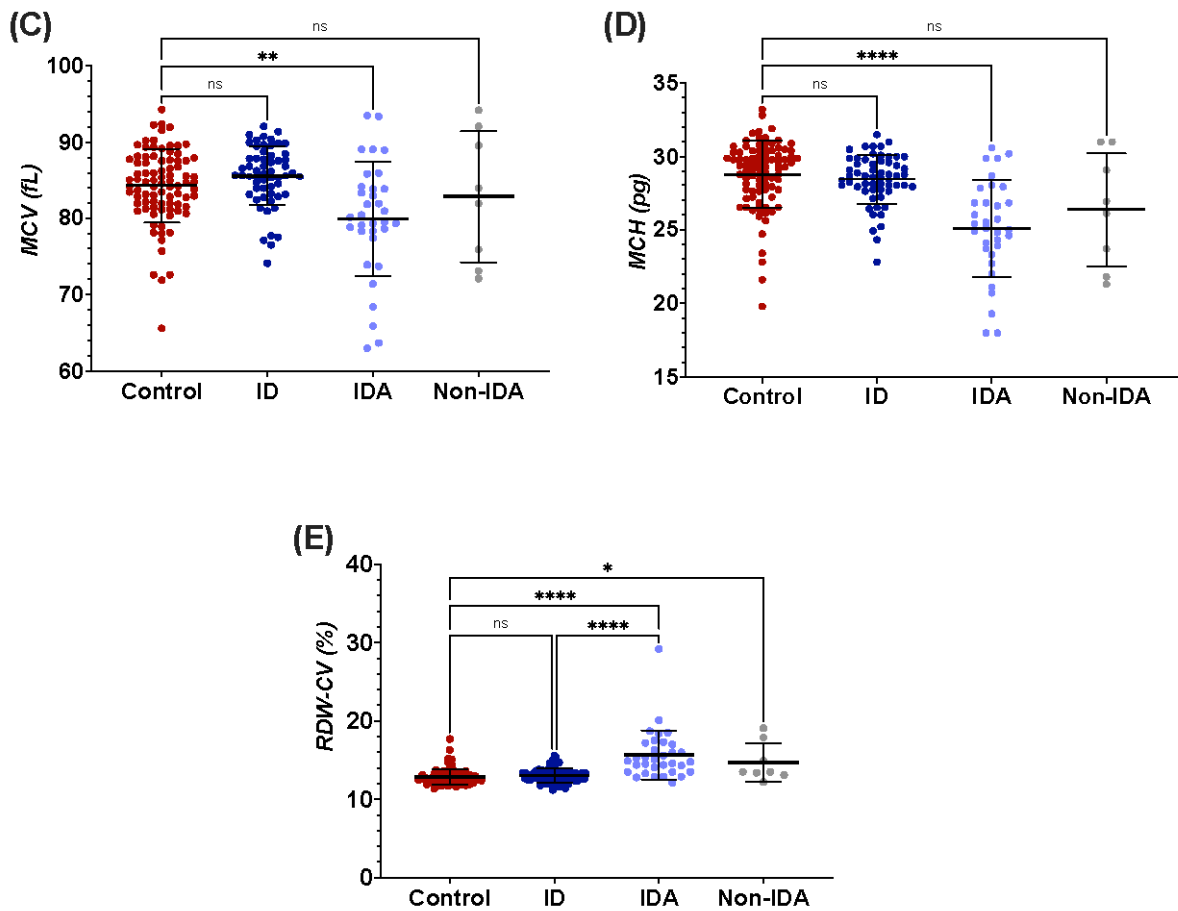 (C)
ns
**
ns
MCV (fL)
100
90
80
70
60
Control ID IDA Non-IDA
(D)
ns
****
ns
MCH (pg)
35
30
25
20
15
Control ID IDA Non-IDA
(E)
*
****
ns ****
RDW-CV (%)
40
30
20
10
0
Control ID IDA Non-IDA